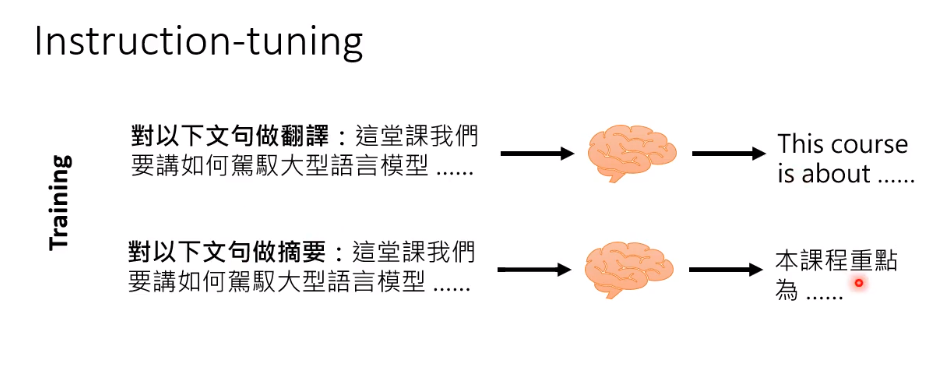 Instruction-tuning
Training
對以下文句做翻譯：這堂課我們
要講如何駕馭大型語言模型 ......
This course
is about ......
對以下文句做摘要：這堂課我們
要講如何駕馭大型語言模型 ......
本課程重點
為 ......